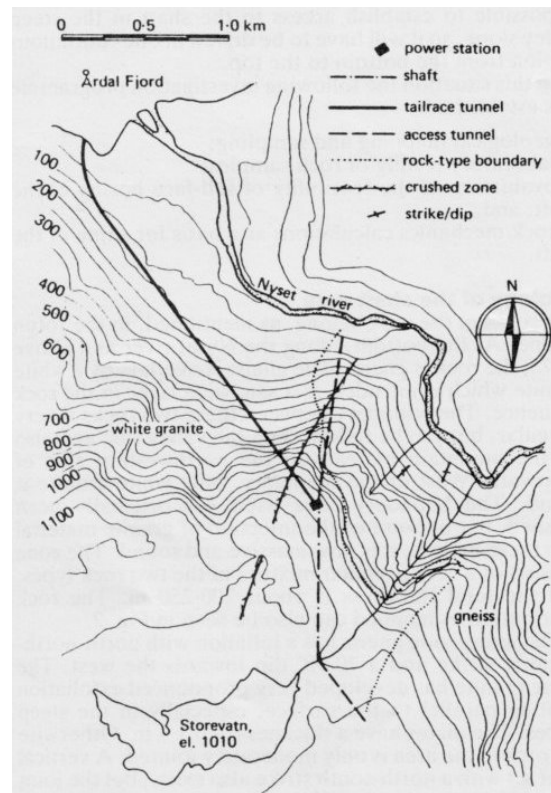 0 0·5 1·0 km
power station
shaft
tailrace tunnel
access tunnel
rock-type boundary
crushed zone
strike/dip
Årdal Fjord
100
200
300
400
500
600
700
800
900
1000
1100
Nyset river
N
white granite
gneiss
Storevatn,
el. 1010